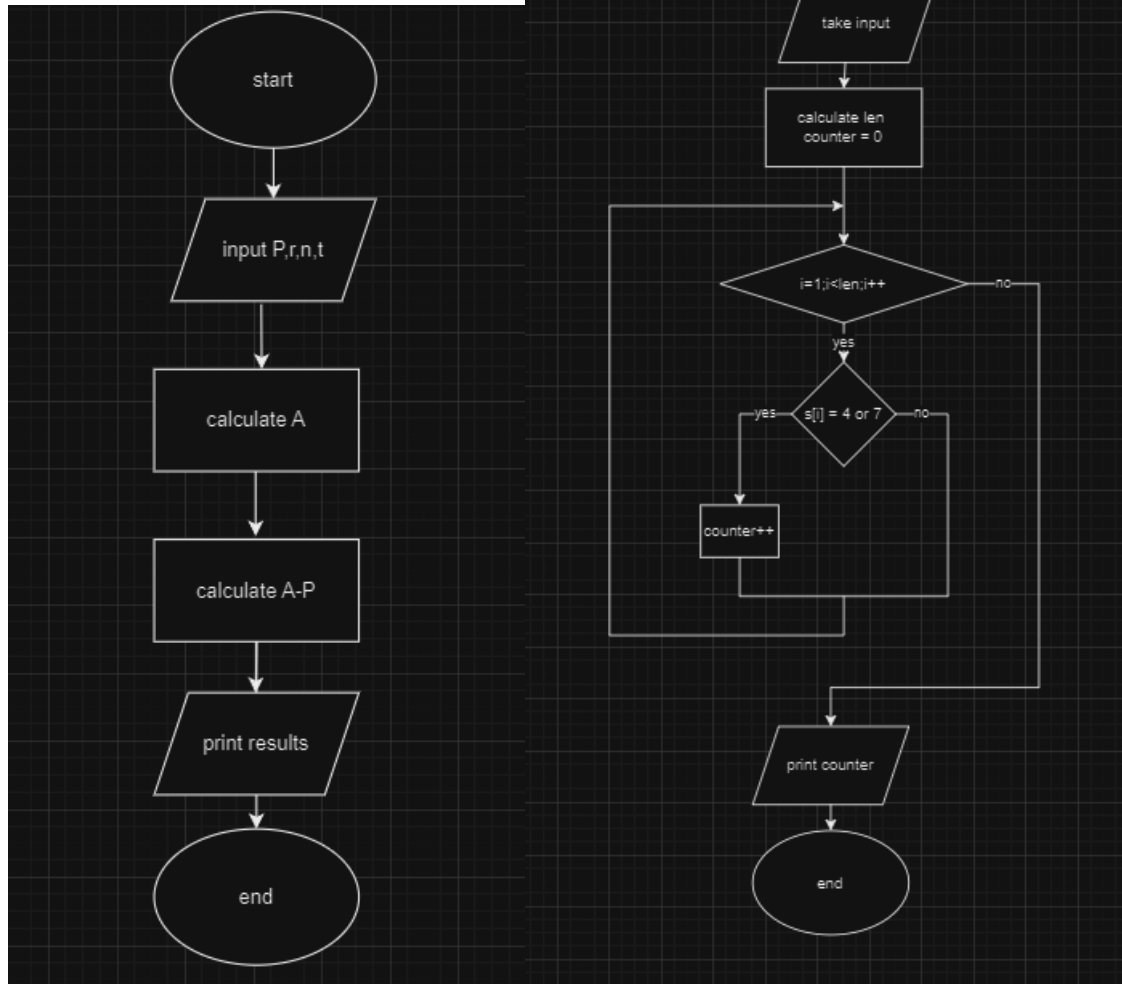 start
input P,r,n,t
calculate A
calculate A-P
print results
end
take input
calculate len
counter = 0
i=1;i<len;i++
no
yes
s[i] = 4 or 7
yes
no
counter++
print counter
end